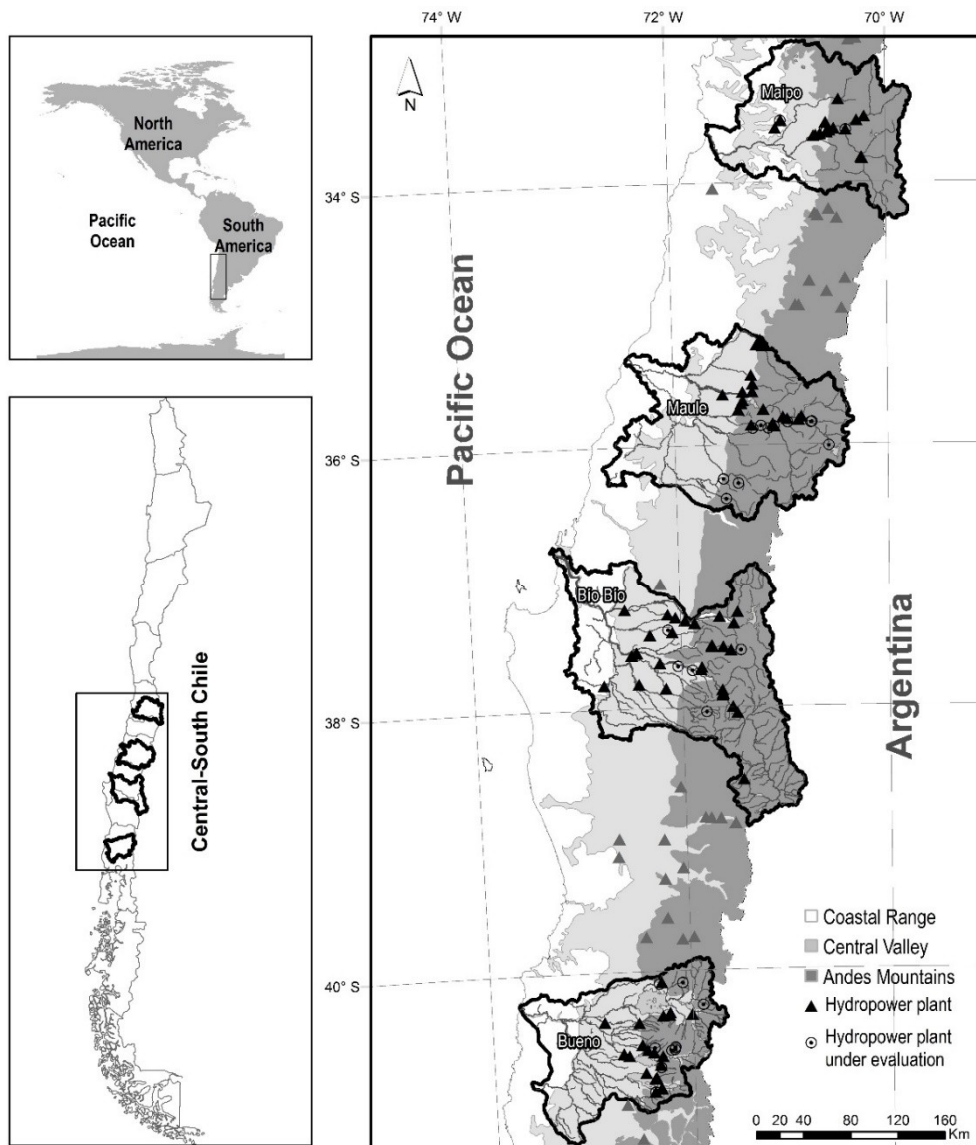 North
America
Pacific
Ocean
South
America
Central-South Chile
74° W
72° W
70° W
N
34° S
36° S
38° S
40° S
Pacific Ocean
Argentina
Maipo
Maule
Bio Bio
Bueno
Coastal Range
Central Valley
Andes Mountains
Hydropower plant
Hydropower plant
under evaluation
0 20 40 80 120 160
Km